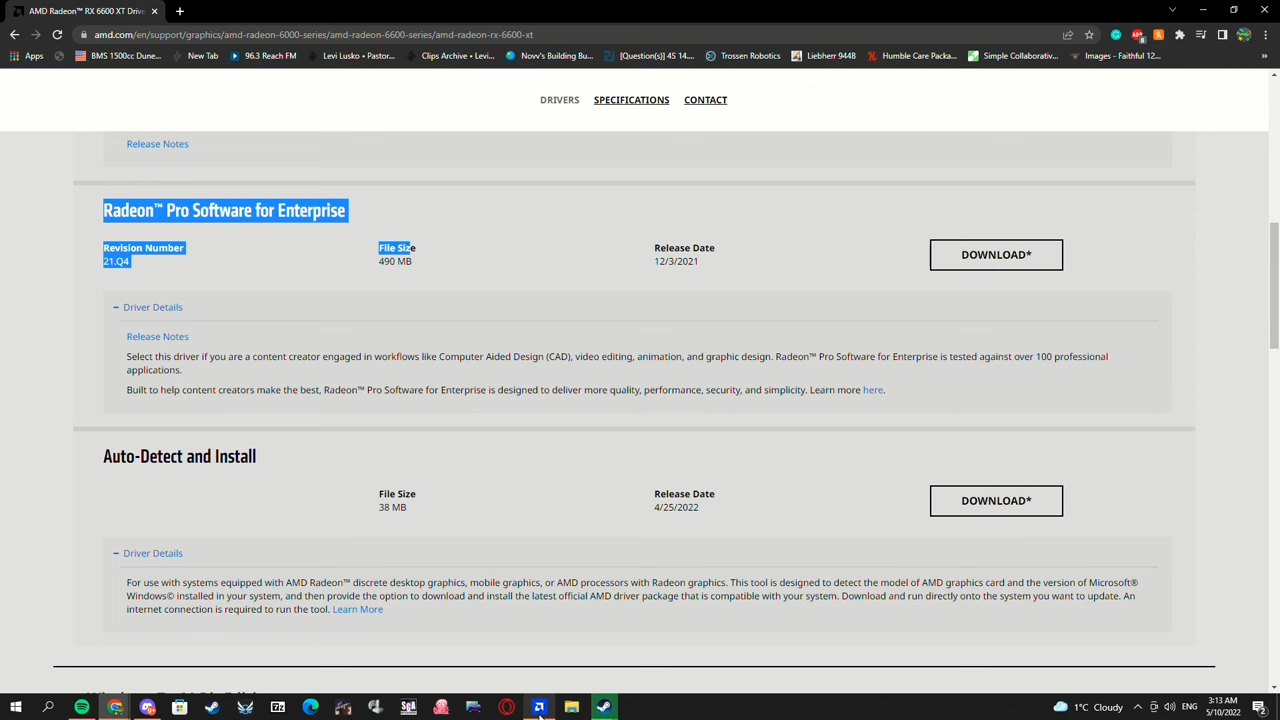 AMD Radeon™ RX 6600 XT Drive
amd.com/en/support/graphics/amd-radeon-6000-series/amd-radeon-6600-series/amd-radeon-rx-6600-xt
Apps
BMS 1500cc Dune...
New Tab
96.3 Reach FM
Levi Lusko • Pastor...
Clips Archive • Levi...
Novv's Building Bu...
[Question(s)] 4S 14....
Trossen Robotics
Liebherr 944B
Humble Care Packa...
Simple Collaborativ...
Images - Faithful 12...
»
DRIVERS SPECIFICATIONS CONTACT
Release Notes
Radeon™ Pro Software for Enterprise
Revision Number File Size Release Date
DOWNLOAD*
21.Q4 490 MB 12/3/2021
− Driver Details
Release Notes
Select this driver if you are a content creator engaged in workflows like Computer Aided Design (CAD), video editing, animation, and graphic design. Radeon™ Pro Software for Enterprise is tested against over 100 professional
applications.
Built to help content creators make the best, Radeon™ Pro Software for Enterprise is designed to deliver more quality, performance, security, and simplicity. Learn more here.
Auto-Detect and Install
File Size Release Date
DOWNLOAD*
38 MB 4/25/2022
− Driver Details
For use with systems equipped with AMD Radeon™ discrete desktop graphics, mobile graphics, or AMD processors with Radeon graphics. This tool is designed to detect the model of AMD graphics card and the version of Microsoft®
Windows© installed in your system, and then provide the option to download and install the latest official AMD driver package that is compatible with your system. Download and run directly onto the system you want to update. An
internet connection is required to run the tool. Learn More
1°C Cloudy
ENG
3:13 AM
5/10/2022